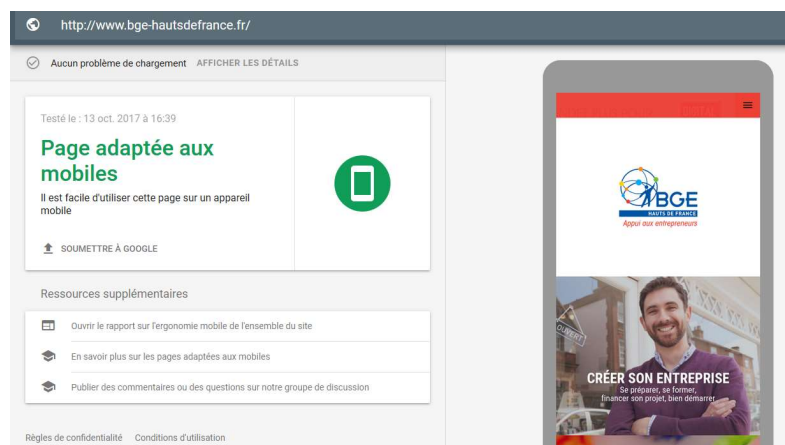 http://www.bge-hautsdefrance.fr/
Aucun problème de chargement AFFICHER LES DÉTAILS
Testé le : 13 oct. 2017 à 16:39
Page adaptée aux
mobiles
Il est facile d'utiliser cette page sur un appareil
mobile
SOUMETTRE À GOOGLE
Ressources supplémentaires
Ouvrir le rapport sur l'ergonomie mobile de l'ensemble du site
En savoir plus sur les pages adaptées aux mobiles
Publier des commentaires ou des questions sur notre groupe de discussion
Règles de confidentialité Conditions d'utilisation
BGE
HAUTS DE FRANCE
Appui aux entrepreneurs
OUVERT
CRÉER SON ENTREPRISE
Se préparer, se former,
financer son projet, bien démarrer